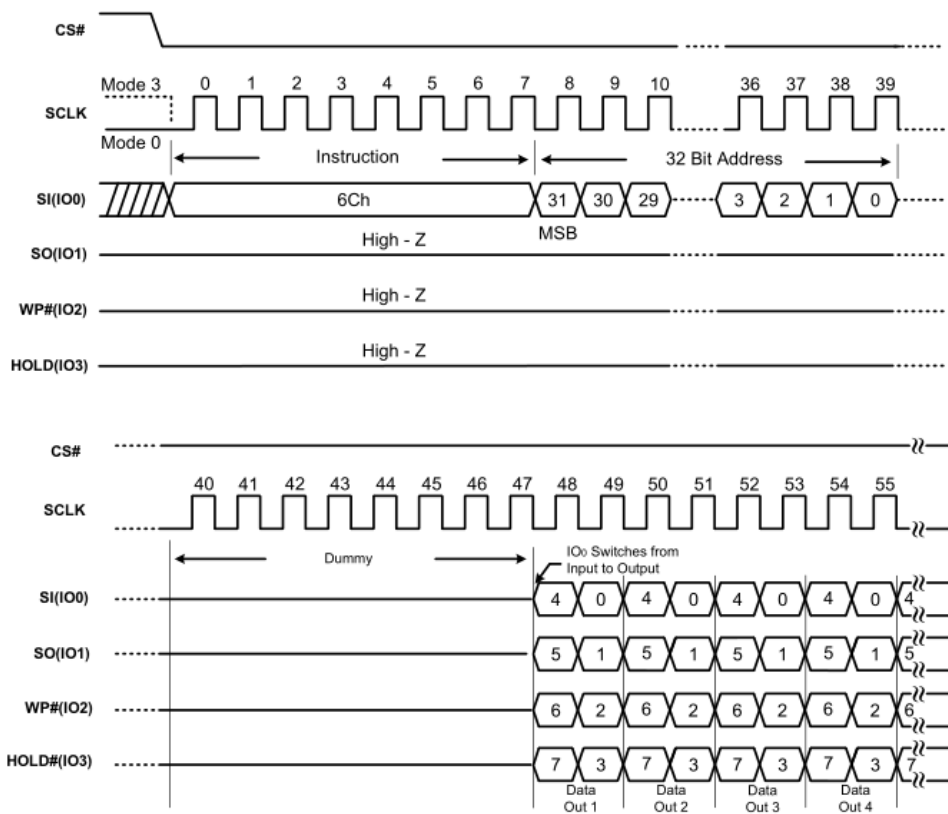 CS#
Mode 3 0 1 2 3 4 5 6 7 8 9 10 36 37 38 39
SCLK
Mode 0
Instruction 32 Bit Address
SI(IO0) 6Ch 31 30 29 3 2 1 0
MSB
High - Z
SO(IO1)
High - Z
WP#(IO2)
High - Z
HOLD(IO3)
CS#
40 41 42 43 44 45 46 47 48 49 50 51 52 53 54 55
SCLK
Dummy
IO0 Switches from
Input to Output
SI(IO0) 4 0 4 0 4 0 4 0 4
SO(IO1) 5 1 5 1 5 1 5 1 5
WP#(IO2) 6 2 6 2 6 2 6 2 6
HOLD#(IO3) 7 3 7 3 7 3 7 3 7
Data Data Data Data
Out 1 Out 2 Out 3 Out 4